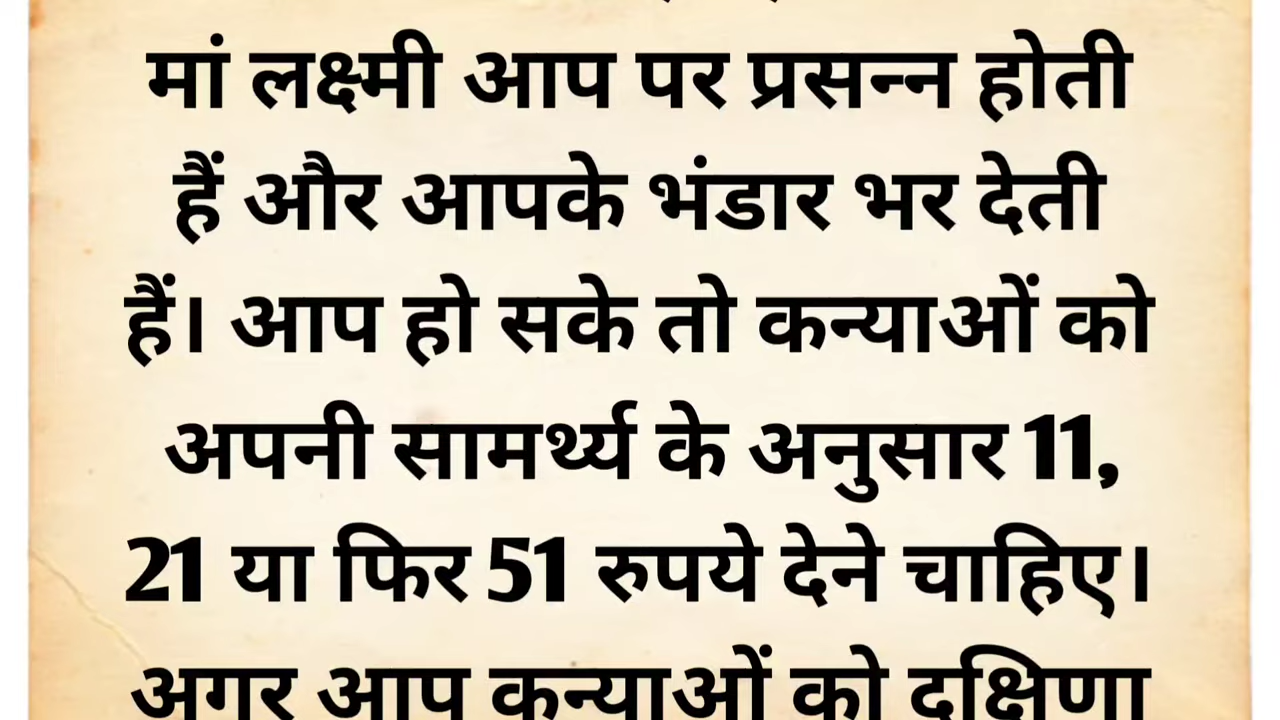 मां लक्ष्मी आप पर प्रसन्न होती
हैं और आपके भंडार भर देती
हैं। आप हो सके तो कन्याओं को
अपनी सामर्थ्य के अनुसार 11,
21 या फिर 51 रुपये देने चाहिए।
अगर आप कन्याओं को दक्षिणा